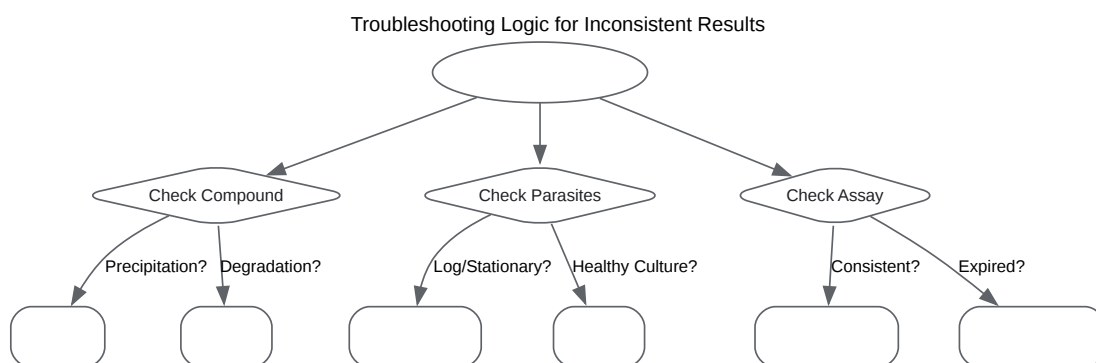 Troubleshooting Logic for Inconsistent Results
Check Compound
Check Parasites
Check Assay
Precipitation?
Degradation?
Log/Stationary?
Healthy Culture?
Consistent?
Expired?